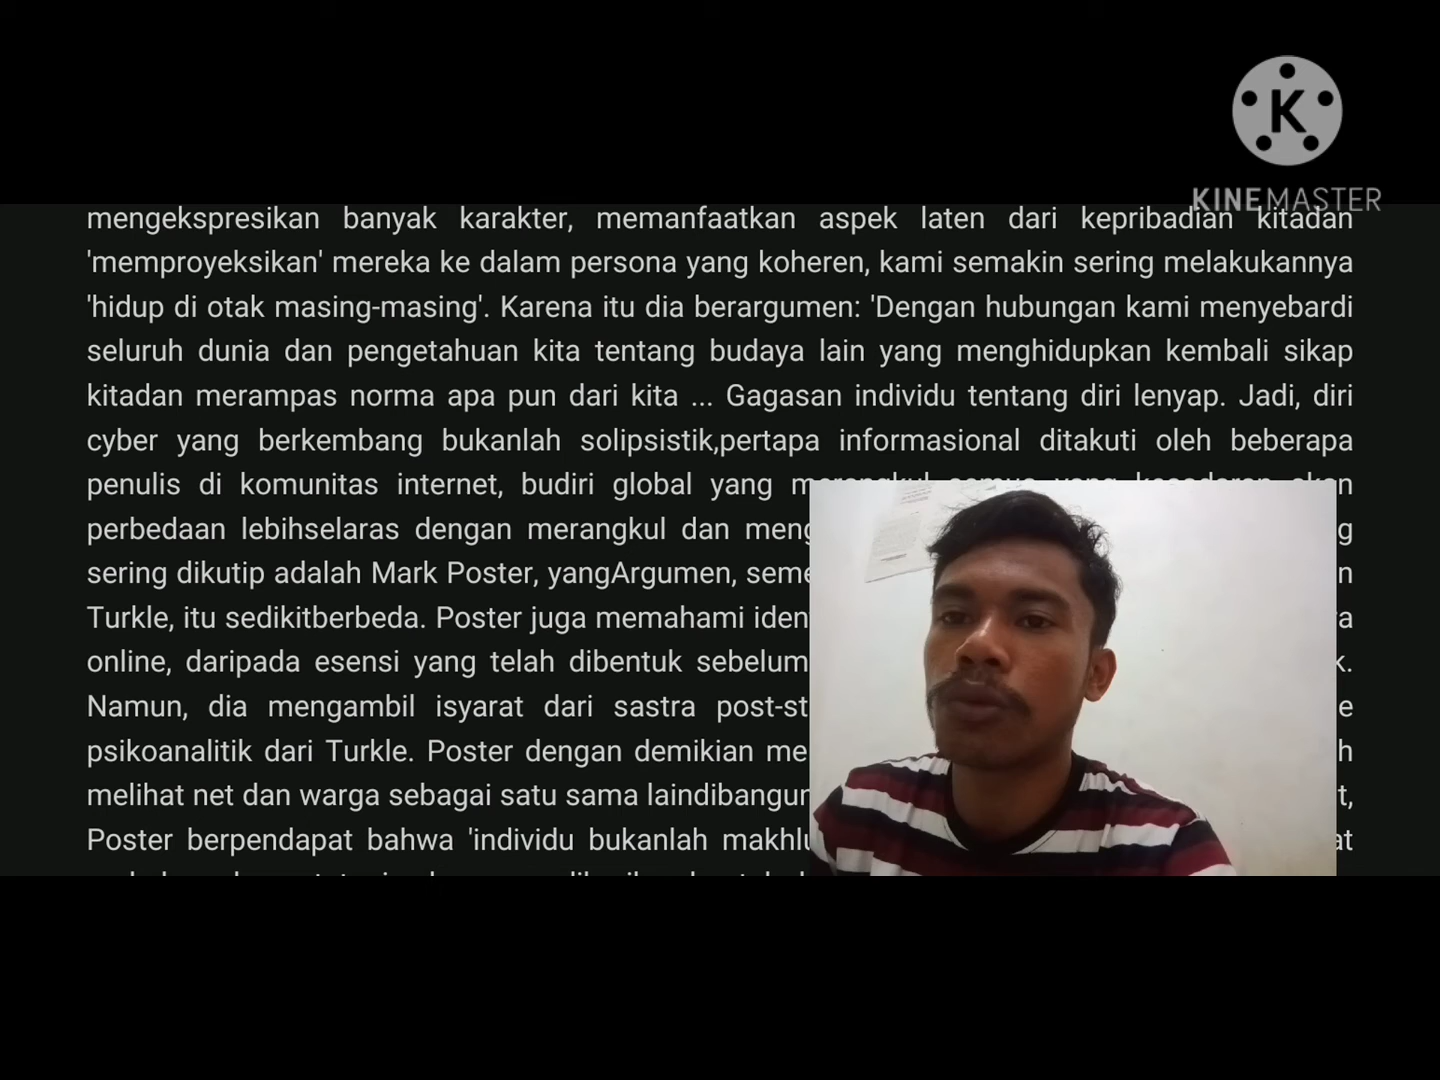 KINEMASTER
mengekspresikan banyak karakter, memanfaatkan aspek laten dari kepribadian kitadan
'memproyeksikan' mereka ke dalam persona yang koheren, kami semakin sering melakukannya
'hidup di otak masing-masing'. Karena itu dia berargumen: 'Dengan hubungan kami menyebardi
seluruh dunia dan pengetahuan kita tentang budaya lain yang menghidupkan kembali sikap
kitadan merampas norma apa pun dari kita ... Gagasan individu tentang diri lenyap. Jadi, diri
cyber yang berkembang bukanlah solipsistik,pertapa informasional ditakuti oleh beberapa
penulis di komunitas internet, budiri global yang merangkul semua yang kesadaran akan
perbedaan lebihselaras dengan merangkul dan
sering dikutip adalah Mark Poster, yangArgumen,
Turkle, itu sedikitberbeda. Poster juga memahami
online, daripada esensi yang telah dibentuk
Namun, dia mengambil isyarat dari sastra
psikoanalitik dari Turkle. Poster dengan demikian
melihat net dan warga sebagai satu sama
Poster berpendapat bahwa 'individu bukanlah